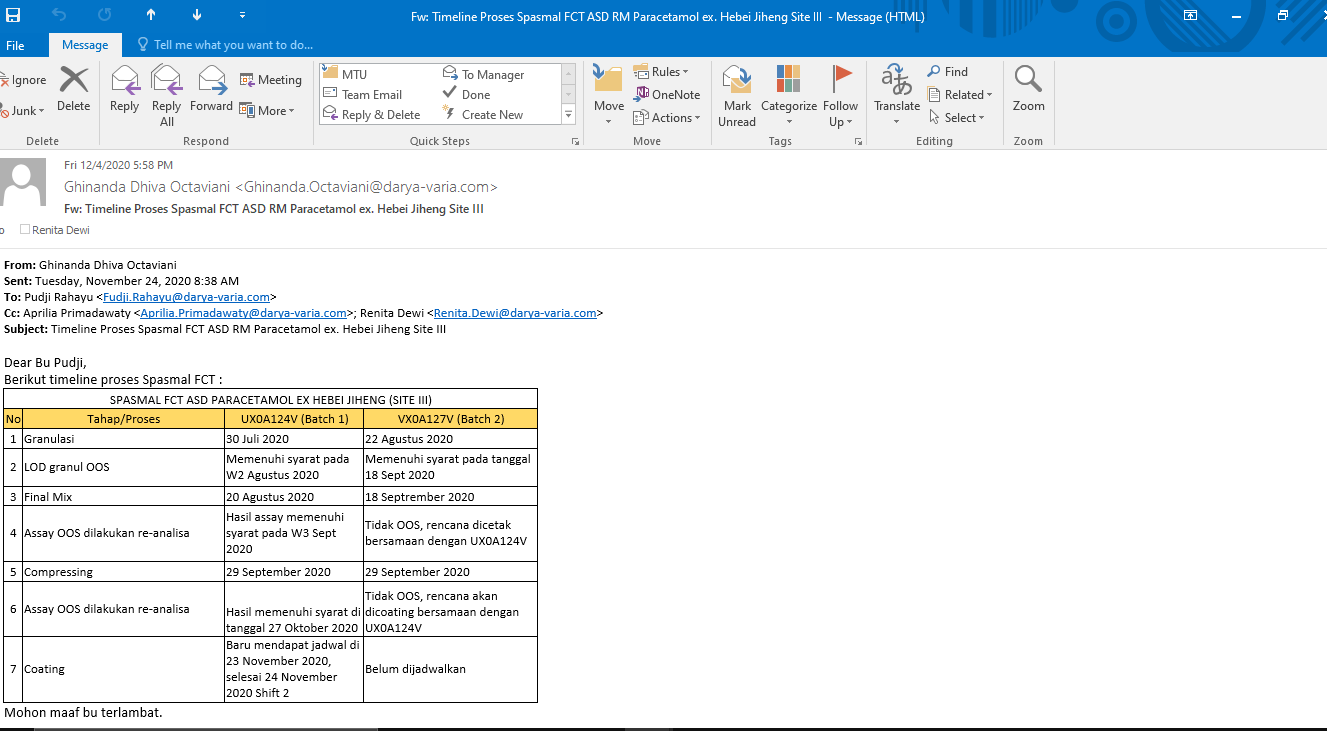 Fw: Timeline Proses Spasmal FCT ASD RM Paracetamol ex. Hebei Jiheng Site III - Message (HTML)
File Message Tell me what you want to do...
Ignore
Junk
Delete
Reply
Reply All
Forward
Meeting
More
MTU
Team Email
Reply & Delete
To Manager
Done
Create New
Move
Rules
OneNote
Actions
Mark Unread
Categorize
Follow Up
Translate
Find
Related
Select
Zoom
Delete Respond Quick Steps Move Tags Editing Zoom
Fri 12/4/2020 5:58 PM
Ghinanda Dhiva Octaviani <Ghinanda.Octaviani@darya-varia.com>
Fw: Timeline Proses Spasmal FCT ASD RM Paracetamol ex. Hebei Jiheng Site III
Renita Dewi
From: Ghinanda Dhiva Octaviani
Sent: Tuesday, November 24, 2020 8:38 AM
To: Pudji Rahayu <Fudji.Rahayu@darya-varia.com>
Cc: Aprilia Primadawaty <Aprilia.Primadawaty@darya-varia.com>; Renita Dewi <Renita.Dewi@darya-varia.com>
Subject: Timeline Proses Spasmal FCT ASD RM Paracetamol ex. Hebei Jiheng Site III
Dear Bu Pudji,
Berikut timeline proses Spasmal FCT :
SPASMAL FCT ASD PARACETAMOL EX HEBEI JIHENG (SITE III)
No Tahap/Proses UX0A124V (Batch 1) VX0A127V (Batch 2)
1 Granulasi 30 Juli 2020 22 Agustus 2020
2 LOD granul OOS
Memenuhi syarat pada
W2 Agustus 2020
Memenuhi syarat pada tanggal
18 Sept 2020
3 Final Mix 20 Agustus 2020 18 Septrember 2020
4 Assay OOS dilakukan re-analisa
Hasil assay memenuhi
syarat pada W3 Sept
2020
Tidak OOS, rencana dicetak
bersamaan dengan UX0A124V
5 Compressing 29 September 2020 29 September 2020
6 Assay OOS dilakukan re-analisa
Hasil memenuhi syarat di
tanggal 27 Oktober 2020
Tidak OOS, rencana akan
dicoating bersamaan dengan
UX0A124V
7 Coating
Baru mendapat jadwal di
23 November 2020,
selesai 24 November
2020 Shift 2
Belum dijadwalkan
Mohon maaf bu terlambat.